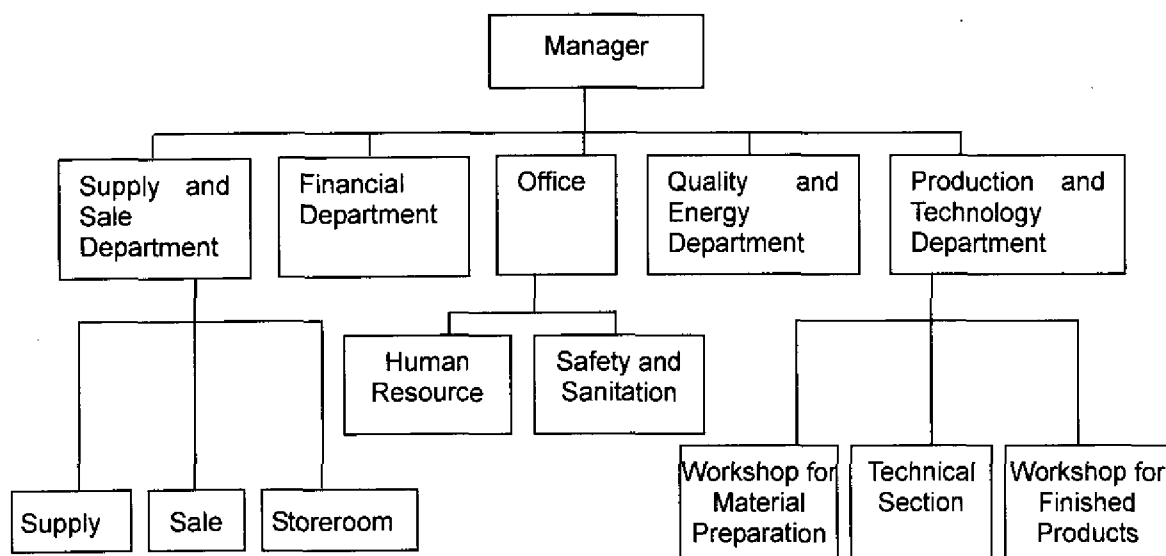 Manager
Supply and
Sale
Department
Financial
Department
Office
Quality and
Energy
Department
Production and
Technology
Department
Human
Resource
Safety and
Sanitation
Supply
Sale
Storeroom
Workshop for
Material
Preparation
Technical
Section
Workshop for
Finished
Products